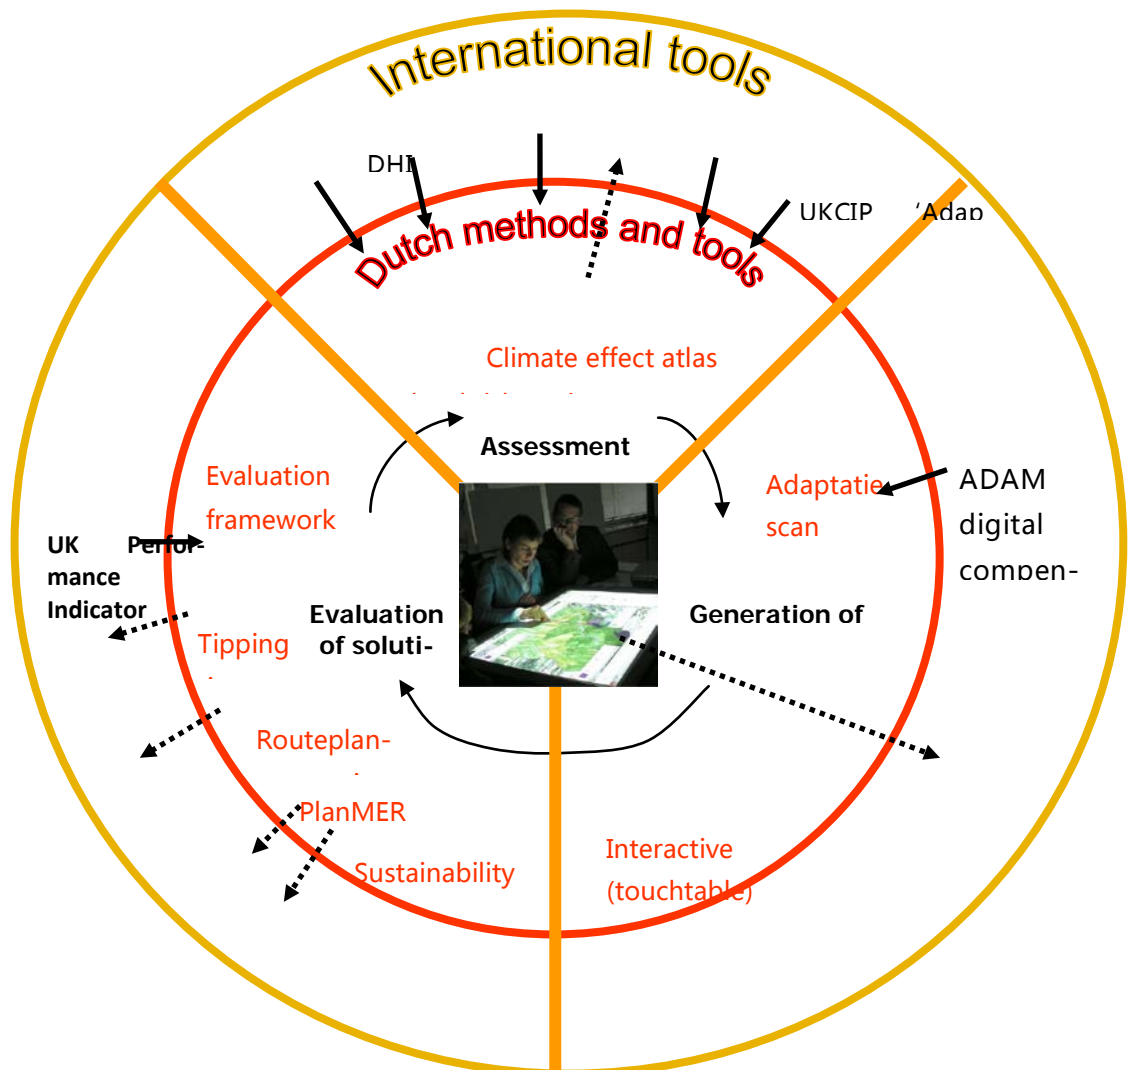 International tools
DHI
UKCIP ‘Adap
Dutch methods and tools
Climate effect atlas
Assessment
Evaluation
framework
Adaptatie
scan
ADAM
digital
compen-
UK Perfor-
mance
Indicator
Evaluation
of soluti-
Generation of
Tipping
Routeplan-
PlanMER
Sustainability
Interactive
(touchtable)